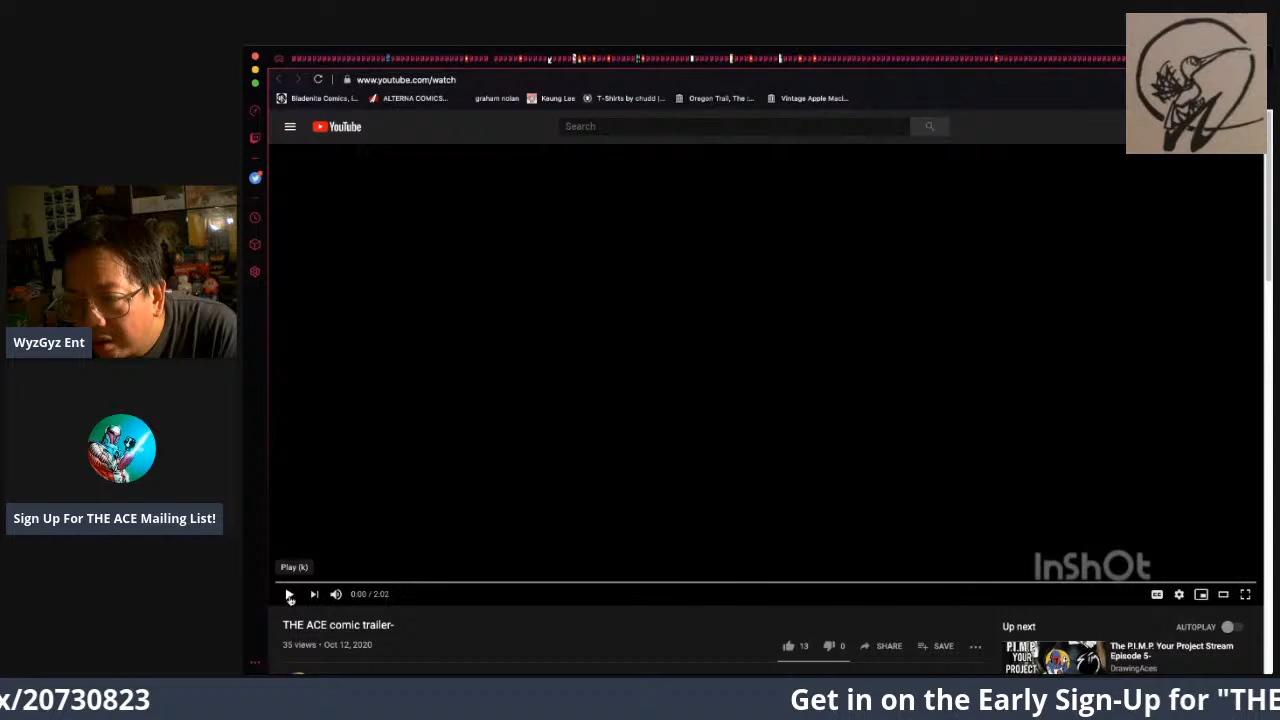 www.youtube.com/watch
Bladenite Comics, i...
ALTERNA COMICS...
graham nolan
Keung Lee
T-Shirts by chudd |...
Oregon Trail, The :...
Vintage Apple Maci...
YouTube
Search
WyzGyz Ent
Sign Up For THE ACE Mailing List!
Play (k)
InShOt
0:00 / 2:02
THE ACE comic trailer-
35 views • Oct 12, 2020
13
0
SHARE
SAVE
Up next
AUTOPLAY
P.I.M.P.
YOUR
PROJECT
The P.I.M.P. Your Project Stream
Episode 5-
DrawingAces
x/20730823
Get in on the Early Sign-Up for "THE